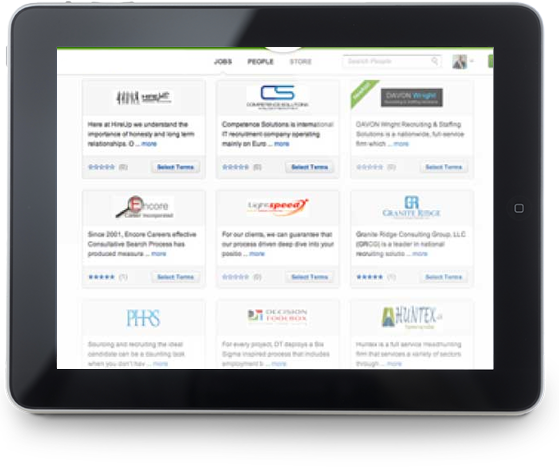 JOBS PEOPLE STORE Search People
HIREUP
COMPETENCE SOLUTIONS
DAVON Wright
Here at HireUp we understand the
importance of honesty and long term
relationships. O ... more
(0) Select Terms
Competence Solutions is international
IT recruitment company operating
mainly on Euro ... more
(0) Select Terms
DAVON Wright Recruiting & Staffing
Solutions is a nationwide, full-service
firm which ... more
(0) Select Terms
Encore
Career Incorporated
Lightspeed
GR
GRANITE RIDGE
Since 2001, Encore Careers effective
Consultative Search Process has
produced measure ... more
(1) Select Terms
For our clients, we can guarantee that
our process driven deep dive into your
positio ... more
(0) Select Terms
Granite Ridge Consulting Group, LLC
(GRCG) is a leader in national
recruiting solutio ... more
(1) Select Terms
PHRS
DT DECISION
TOOLBOX
HUNTEX
Sourcing and recruiting the ideal
candidate can be a daunting task
when you don't hav ... more
For every project, DT deploys a Six
Sigma inspired process that includes
employment b ... more
Huntex is a full service Headhunting
firm that services a variety of sectors
through ... more